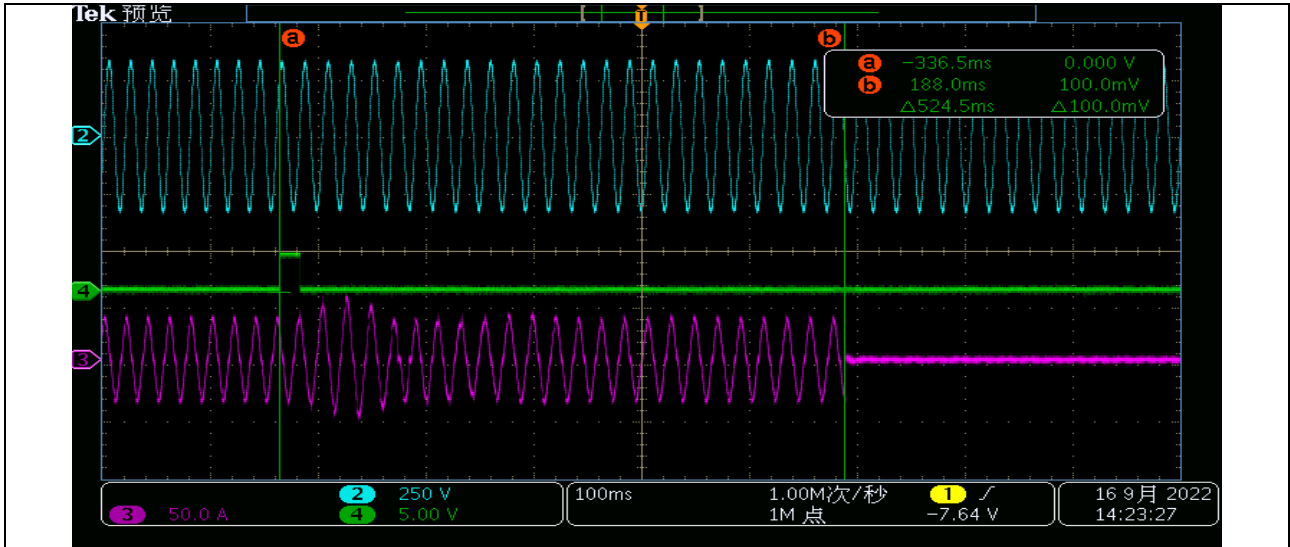 Tek 预览
[ T ]
a b
a -336.5ms 0.000 V
b 188.0ms 100.0mV
△524.5ms △100.0mV
2
4
3
2 250 V 100ms 1.00M次/秒 1 16 9月 2022
3 50.0 A 4 5.00 V 1M 点 -7.64 V 14:23:27